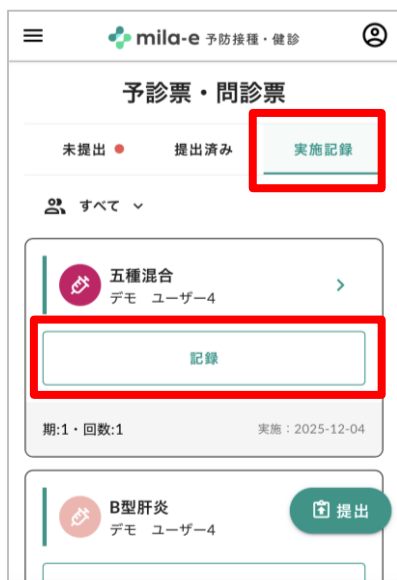 mila-e 予防接種・健診
予診票・問診票
未提出 提出済み 実施記録
すべて
五種混合
デモ ユーザー4
記録
期:1・回数:1 実施：2025-12-04
B型肝炎
デモ ユーザー4
提出